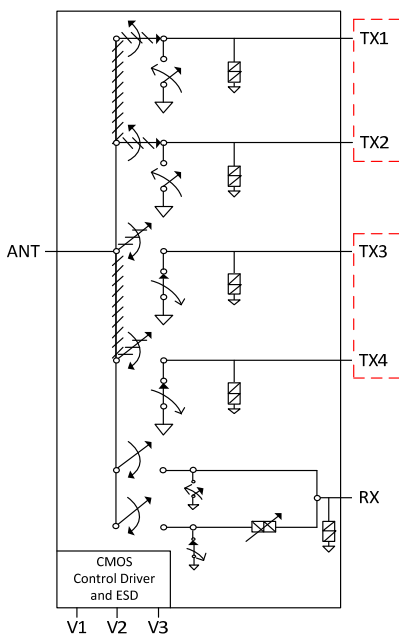 TX1
TX2
ANT
TX3
TX4
RX
CMOS
Control Driver
and ESD
V1 V2 V3